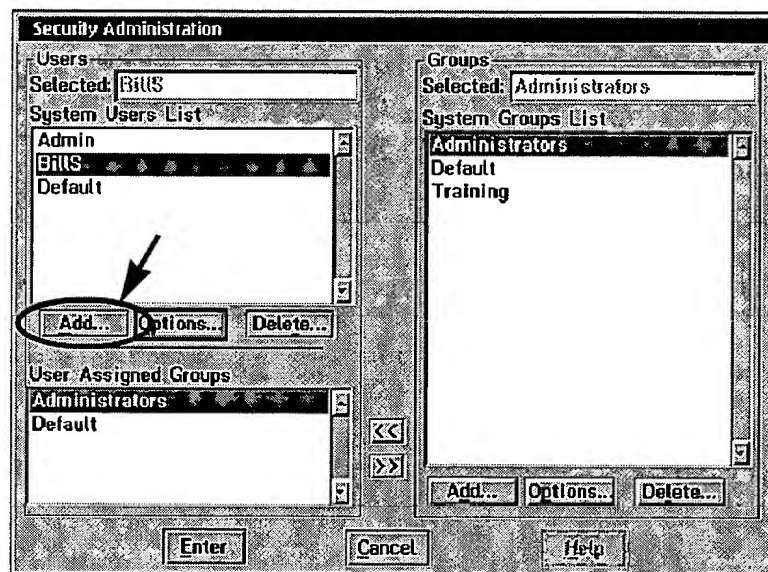 Security Administration
Users
Selected: BillS
System Users List
Admin
BillS
Default
Add... Options... Delete...
User Assigned Groups
Administrators
Default
<<
>>
Groups
Selected: Administrators
System Groups List
Administrators
Default
Training
Add... Options... Delete...
Enter Cancel Help